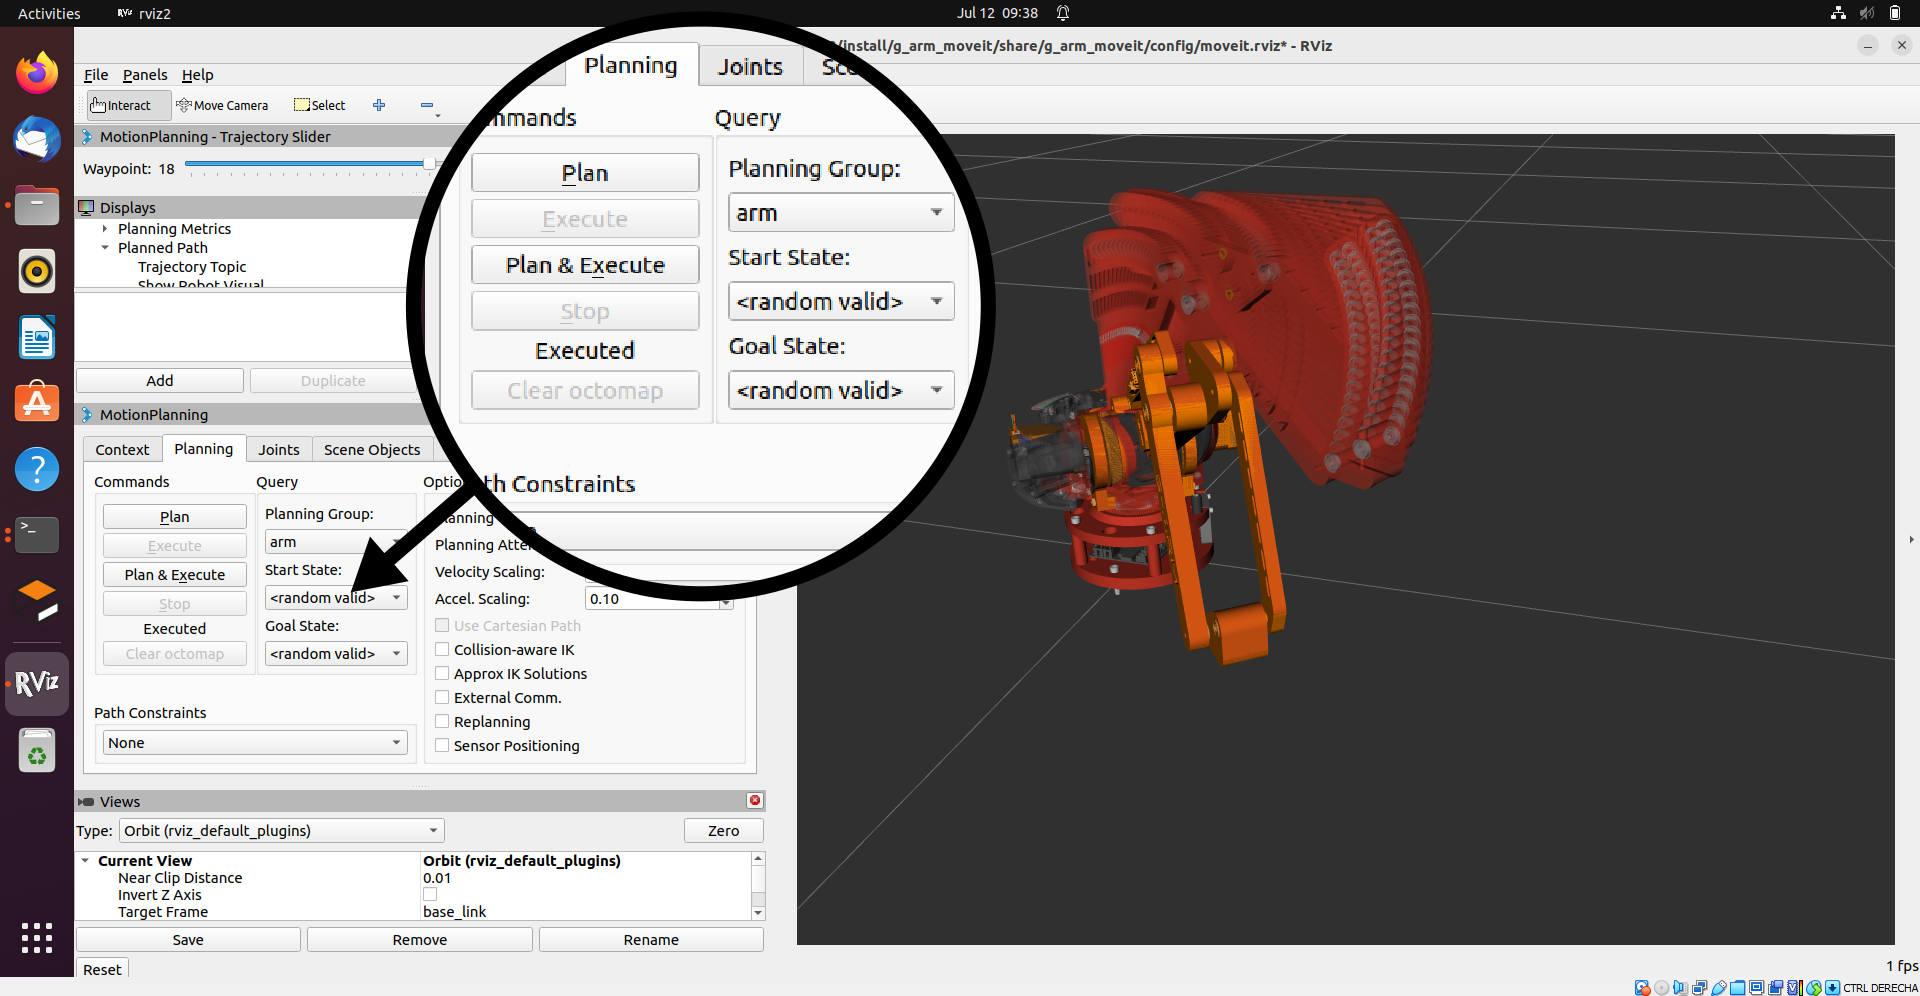 Activities
rviz2
Jul 12 09:38
/install/g_arm_moveit/share/g_arm_moveit/config/moveit.rviz* - RViz
File Panels Help
Interact Move Camera Select
MotionPlanning - Trajectory Slider
Waypoint: 18
Displays
Planning Metrics
Planned Path
Trajectory Topic
Show Robot Visual
Add
Duplicate
MotionPlanning
Context Planning Joints Scene Objects
Commands
Plan
Execute
Plan & Execute
Stop
Executed
Clear octomap
Query
Planning Group:
arm
Start State:
<random valid>
Goal State:
<random valid>
Path Constraints
None
Optio
Planning
Planning Atte
Velocity Scaling:
Accel. Scaling: 0.10
Use Cartesian Path
Collision-aware IK
Approx IK Solutions
External Comm.
Replanning
Sensor Positioning
Planning Joints Sc
mmands
Plan
Execute
Plan & Execute
Stop
Executed
Clear octomap
Query
Planning Group:
arm
Start State:
<random valid>
Goal State:
<random valid>
th Constraints
Views
Type: Orbit (rviz_default_plugins)
Zero
Current View Orbit (rviz_default_plugins)
Near Clip Distance 0.01
Invert Z Axis
Target Frame base_link
Save Remove Rename
Reset
1 fps
RViz
CTRL DERECHA